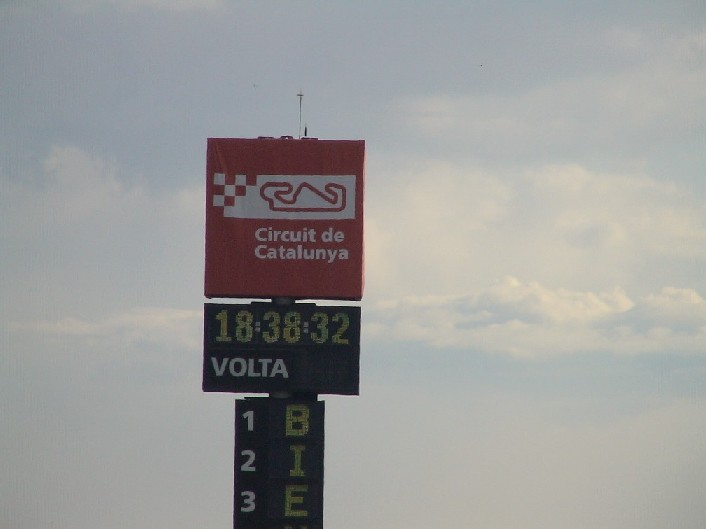 Circuit de
Catalunya
18:38:32
VOLTA
1 B
2 I
3 E